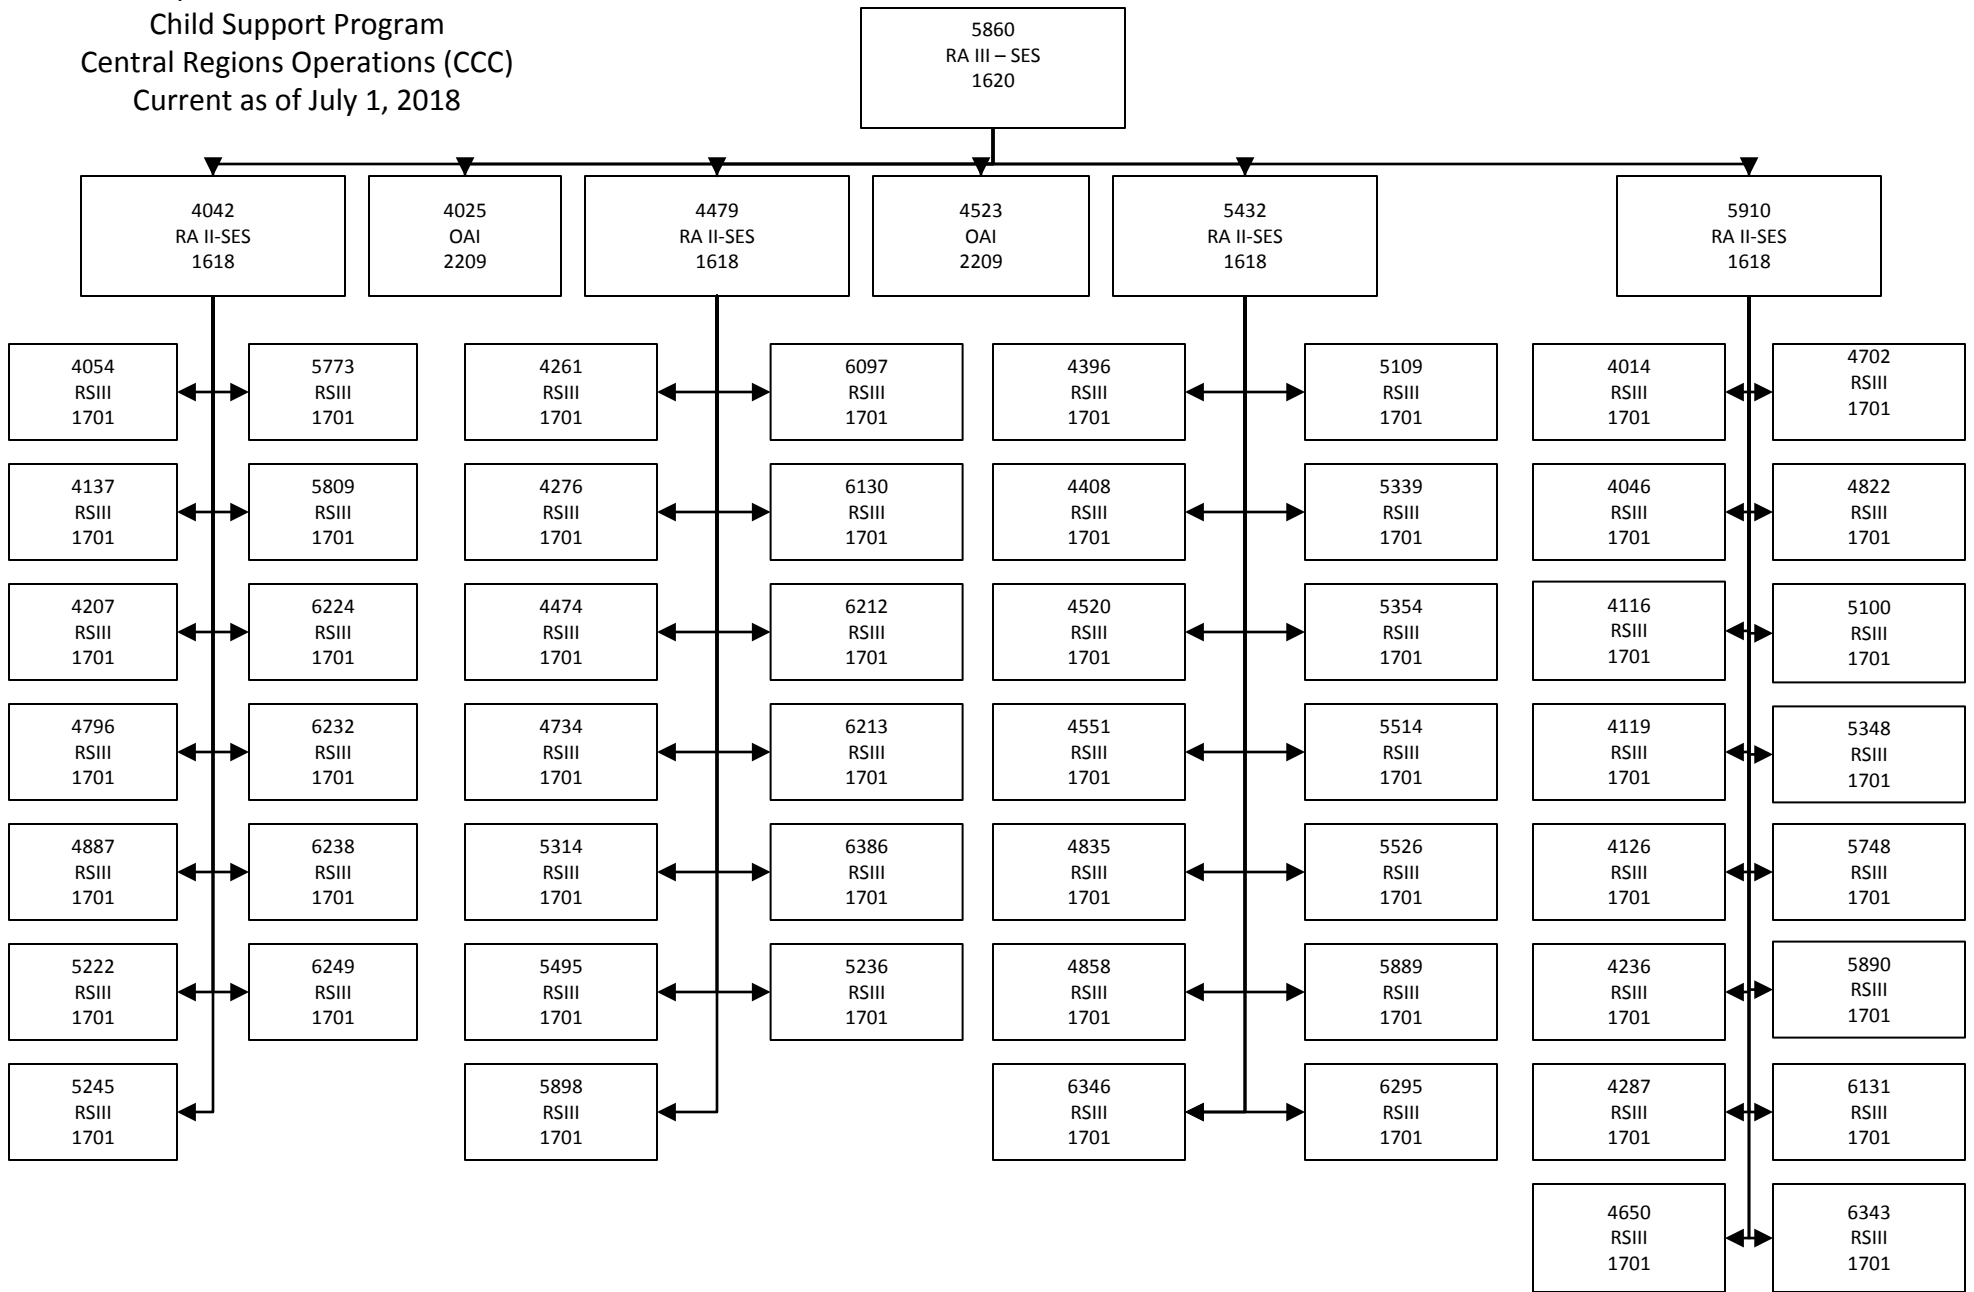 Child Support Program
Central Regions Operations (CCC)
Current as of July 1, 2018
5860
RA III – SES
1620
4042
RA II-SES
1618
4025
OAI
2209
4479
RA II-SES
1618
4523
OAI
2209
5432
RA II-SES
1618
5910
RA II-SES
1618
4054
RSIII
1701
5773
RSIII
1701
4261
RSIII
1701
6097
RSIII
1701
4396
RSIII
1701
5109
RSIII
1701
4014
RSIII
1701
4702
RSIII
1701
4137
RSIII
1701
5809
RSIII
1701
4276
RSIII
1701
6130
RSIII
1701
4408
RSIII
1701
5339
RSIII
1701
4046
RSIII
1701
4822
RSIII
1701
4207
RSIII
1701
6224
RSIII
1701
4474
RSIII
1701
6212
RSIII
1701
4520
RSIII
1701
5354
RSIII
1701
4116
RSIII
1701
5100
RSIII
1701
4796
RSIII
1701
6232
RSIII
1701
4734
RSIII
1701
6213
RSIII
1701
4551
RSIII
1701
5514
RSIII
1701
4119
RSIII
1701
5348
RSIII
1701
4887
RSIII
1701
6238
RSIII
1701
5314
RSIII
1701
6386
RSIII
1701
4835
RSIII
1701
5526
RSIII
1701
4126
RSIII
1701
5748
RSIII
1701
5222
RSIII
1701
6249
RSIII
1701
5495
RSIII
1701
5236
RSIII
1701
4858
RSIII
1701
5889
RSIII
1701
4236
RSIII
1701
5890
RSIII
1701
5245
RSIII
1701
5898
RSIII
1701
6346
RSIII
1701
6295
RSIII
1701
4287
RSIII
1701
6131
RSIII
1701
4650
RSIII
1701
6343
RSIII
1701